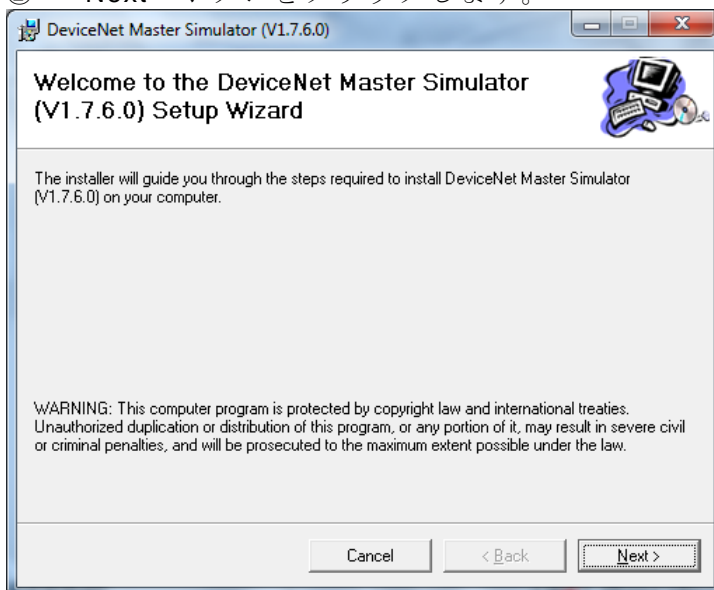 Next
DeviceNet Master Simulator (V1.7.6.0)
Welcome to the DeviceNet Master Simulator
(V1.7.6.0) Setup Wizard
The installer will guide you through the steps required to install DeviceNet Master Simulator
(V1.7.6.0) on your computer.
WARNING: This computer program is protected by copyright law and international treaties.
Unauthorized duplication or distribution of this program, or any portion of it, may result in severe civil
or criminal penalties, and will be prosecuted to the maximum extent possible under the law.
Cancel < Back Next >